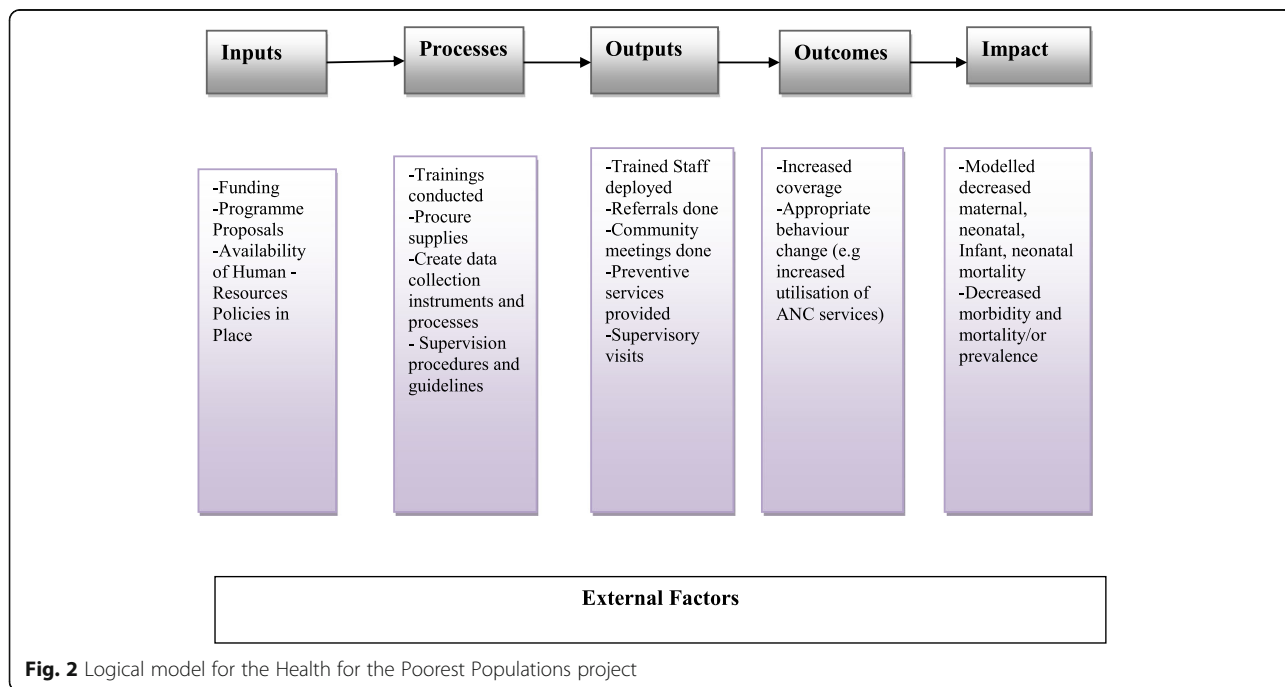 Inputs
Processes
Outputs
Outcomes
Impact
-Funding
-Programme
Proposals
-Availability
of Human -
Resources
Policies in
Place
-Trainings
conducted
-Procure
supplies
-Create data
collection
instruments and
processes
- Supervision
procedures and
guidelines
-Trained Staff
deployed
-Referrals done
-Community
meetings done
-Preventive
services
provided
-Supervisory
visits
-Increased
coverage
-Appropriate
behaviour
change (e.g
increased
utilisation of
ANC services)
-Modelled
decreased
maternal,
neonatal,
Infant, neonatal
mortality
-Decreased
morbidity and
mortality/or
prevalence
External Factors
Fig. 2 Logical model for the Health for the Poorest Populations project